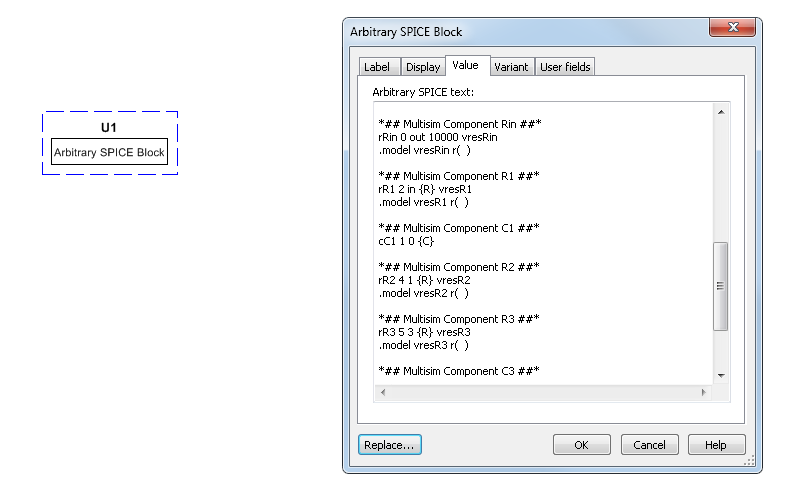 U1
Arbitrary SPICE Block
Arbitrary SPICE Block
Label Display Value Variant User fields
Arbitrary SPICE text:
*## Multisim Component Rin ##*
rRin 0 out 10000 vresRin
.model vresRin r(  )
*## Multisim Component R1 ##*
rR1 2 in {R} vresR1
.model vresR1 r(  )
*## Multisim Component C1 ##*
cC1 1 0 {C}
*## Multisim Component R2 ##*
rR2 4 1 {R} vresR2
.model vresR2 r(  )
*## Multisim Component R3 ##*
rR3 5 3 {R} vresR3
.model vresR3 r(  )
*## Multisim Component C3 ##*
Replace... OK Cancel Help